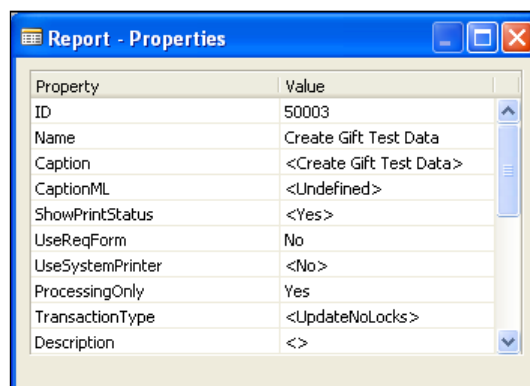 Report - Properties
Property Value
ID 50003
Name Create Gift Test Data
Caption <Create Gift Test Data>
CaptionML <Undefined>
ShowPrintStatus <Yes>
UseReqForm No
UseSystemPrinter <No>
ProcessingOnly Yes
TransactionType <UpdateNoLocks>
Description <>